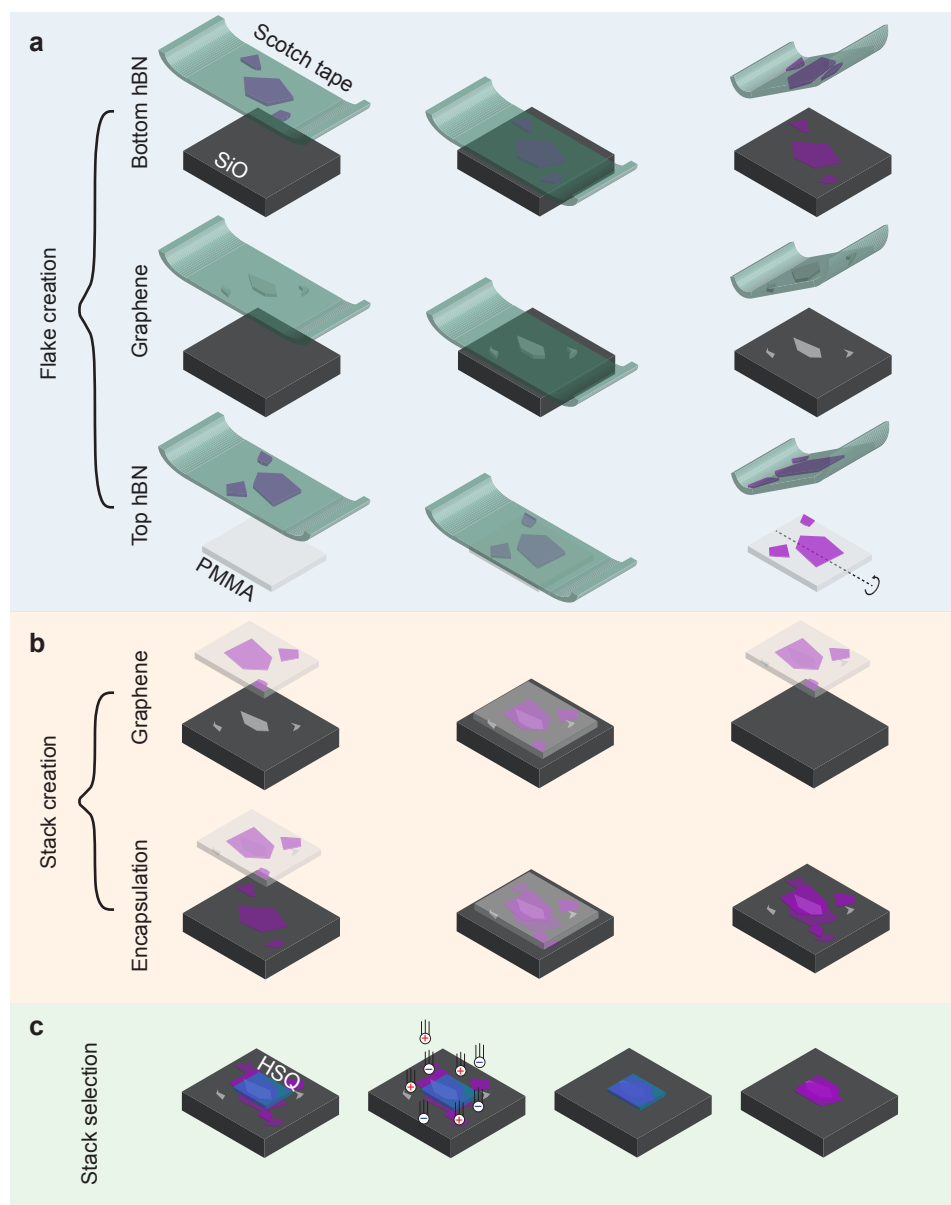 a
Flake creation
Bottom hBN
Scotch tape
SiO
Graphene
Top hBN
PMMA
b
Stack creation
Graphene
Encapsulation
c
Stack selection
HSQ
+
−
+
−
+
−
−
+